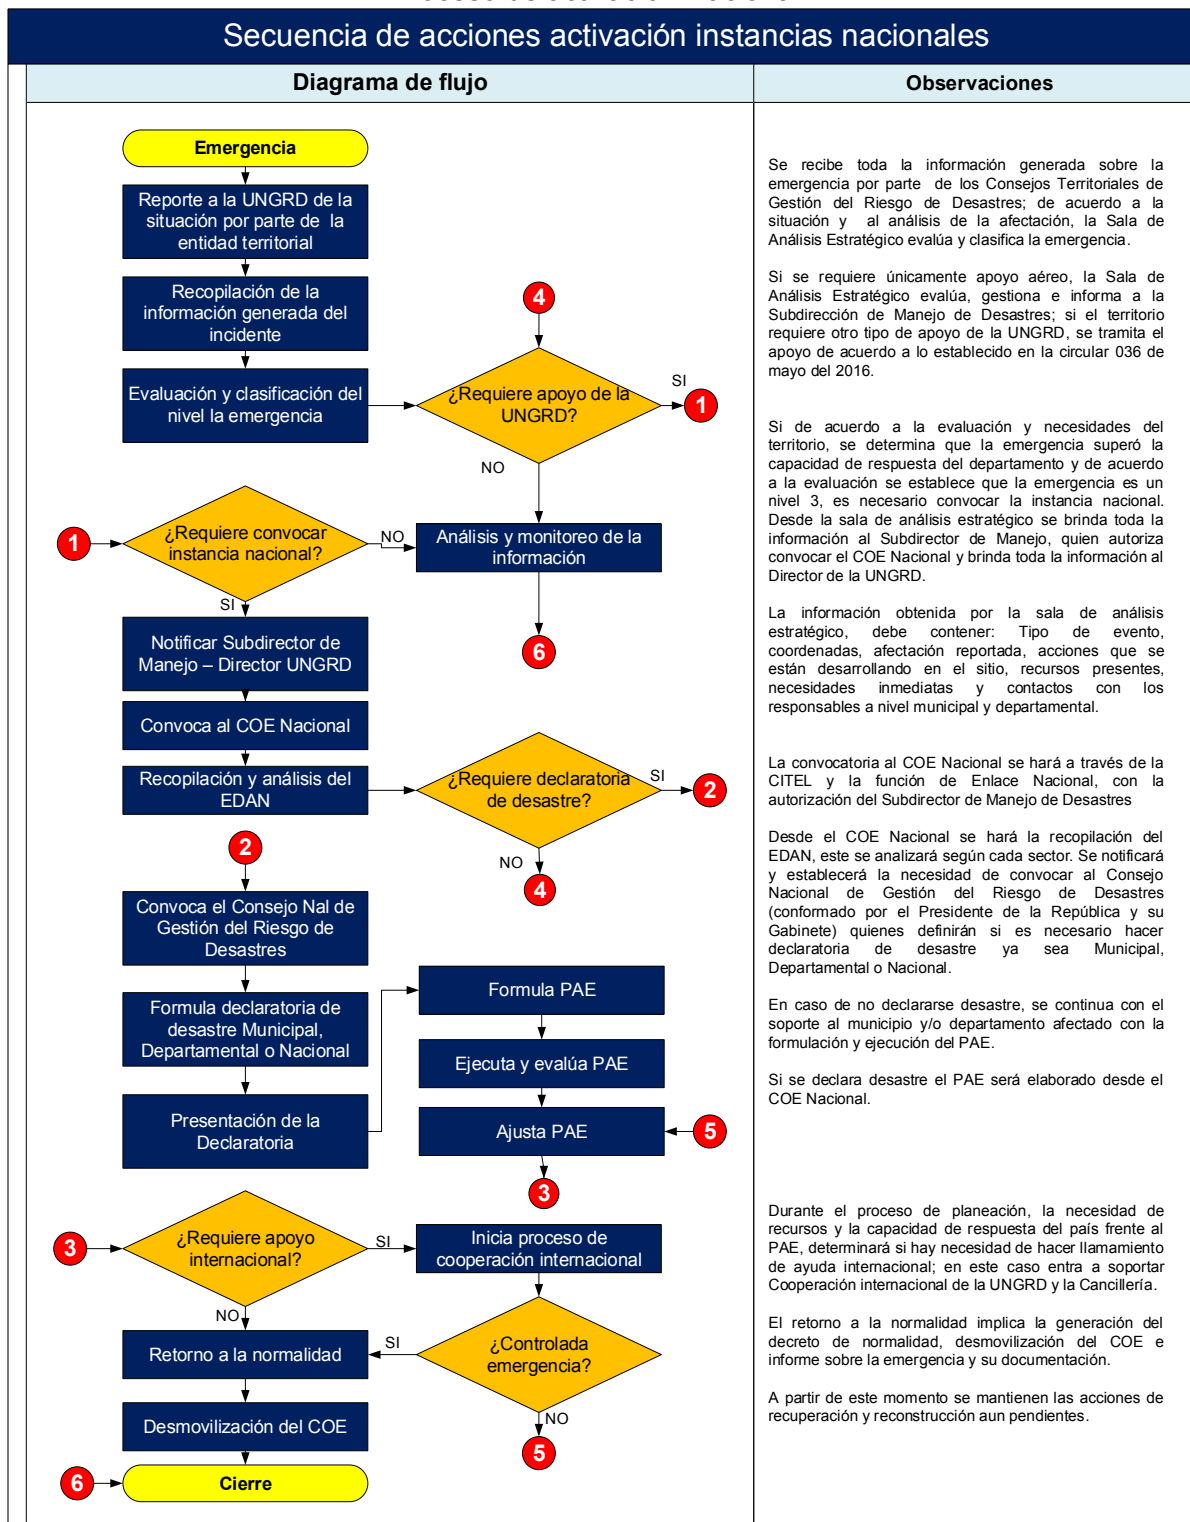 Secuencia de acciones activación instancias nacionales
Diagrama de flujo
Observaciones
Emergencia
Reporte a la UNGRD de la
situación por parte de la
entidad territorial
Recopilación de la
información generada del
incidente
Evaluación y clasificación del
nivel la emergencia
4
¿Requiere apoyo de la
UNGRD?
SI
1
NO
1
¿Requiere convocar
instancia nacional?
NO
Análisis y monitoreo de la
información
SI
6
Notificar Subdirector de
Manejo – Director UNGRD
Convoca al COE Nacional
Recopilación y análisis del
EDAN
¿Requiere declaratoria
de desastre?
SI
2
NO
4
2
Convoca el Consejo Nal de
Gestión del Riesgo de
Desastres
Formula declaratoria de
desastre Municipal,
Departamental o Nacional
Presentación de la
Declaratoria
Formula PAE
Ejecuta y evalúa PAE
Ajusta PAE
5
3
3
¿Requiere apoyo
internacional?
SI
Inicia proceso de
cooperación internacional
NO
Retorno a la normalidad
SI
¿Controlada
emergencia?
NO
5
Desmovilización del COE
6
Cierre
Se recibe toda la información generada sobre la
emergencia por parte de los Consejos Territoriales de
Gestión del Riesgo de Desastres; de acuerdo a la
situación y al análisis de la afectación, la Sala de
Análisis Estratégico evalúa y clasifica la emergencia.
Si se requiere únicamente apoyo aéreo, la Sala de
Análisis Estratégico evalúa, gestiona e informa a la
Subdirección de Manejo de Desastres; si el territorio
requiere otro tipo de apoyo de la UNGRD, se tramita el
apoyo de acuerdo a lo establecido en la circular 036 de
mayo del 2016.
Si de acuerdo a la evaluación y necesidades del
territorio, se determina que la emergencia superó la
capacidad de respuesta del departamento y de acuerdo
a la evaluación se establece que la emergencia es un
nivel 3, es necesario convocar la instancia nacional.
Desde la sala de análisis estratégico se brinda toda la
información al Subdirector de Manejo, quien autoriza
convocar el COE Nacional y brinda toda la información al
Director de la UNGRD.
La información obtenida por la sala de análisis
estratégico, debe contener: Tipo de evento,
coordenadas, afectación reportada, acciones que se
están desarrollando en el sitio, recursos presentes,
necesidades inmediatas y contactos con los
responsables a nivel municipal y departamental.
La convocatoria al COE Nacional se hará a través de la
CITEL y la función de Enlace Nacional, con la
autorización del Subdirector de Manejo de Desastres
Desde el COE Nacional se hará la recopilación del
EDAN, este se analizará según cada sector. Se notificará
y establecerá la necesidad de convocar al Consejo
Nacional de Gestión del Riesgo de Desastres
(conformado por el Presidente de la República y su
Gabinete) quienes definirán si es necesario hacer
declaratoria de desastre ya sea Municipal,
Departamental o Nacional.
En caso de no declararse desastre, se continua con el
soporte al municipio y/o departamento afectado con la
formulación y ejecución del PAE.
Si se declara desastre el PAE será elaborado desde el
COE Nacional.
Durante el proceso de planeación, la necesidad de
recursos y la capacidad de respuesta del país frente al
PAE, determinará si hay necesidad de hacer llamamiento
de ayuda internacional; en este caso entra a soportar
Cooperación internacional de la UNGRD y la Cancillería.
El retorno a la normalidad implica la generación del
decreto de normalidad, desmovilización del COE e
informe sobre la emergencia y su documentación.
A partir de este momento se mantienen las acciones de
recuperación y reconstrucción aun pendientes.